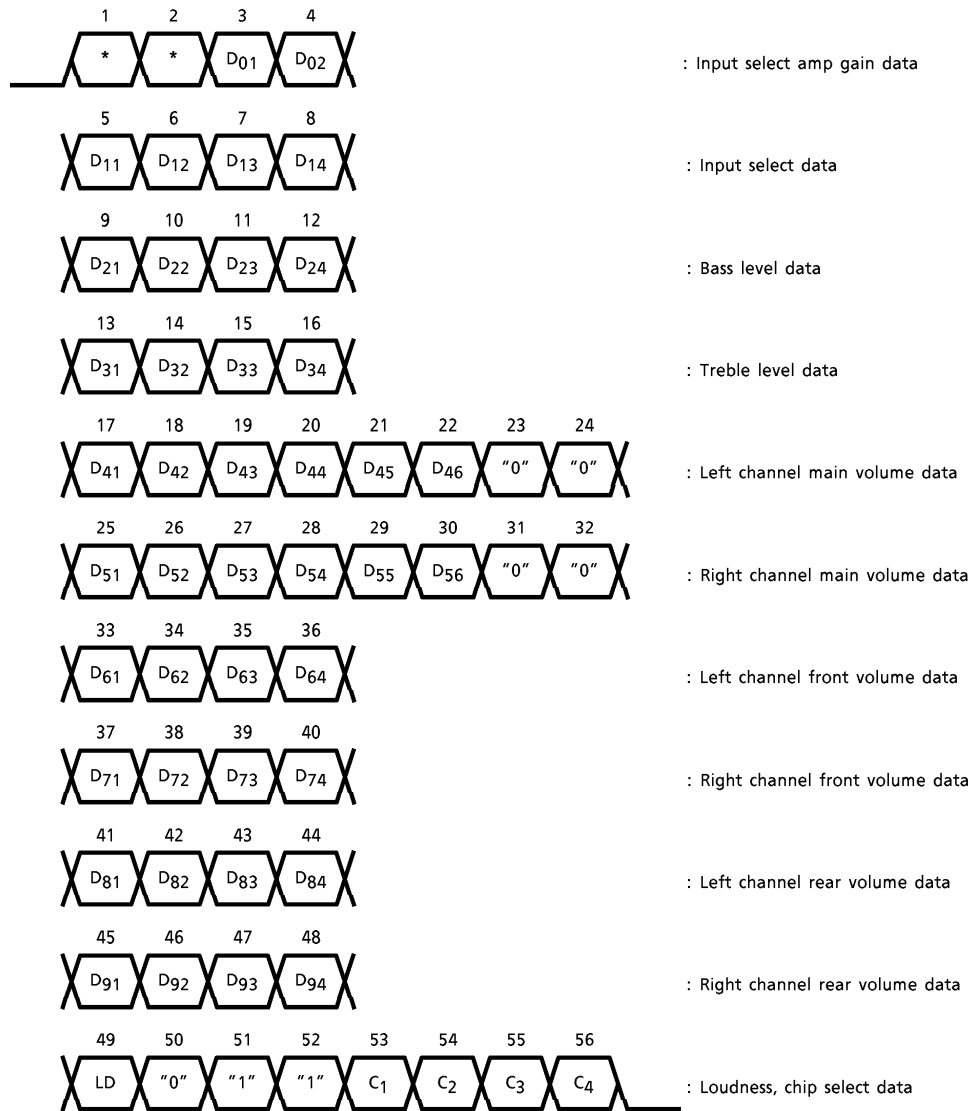 1 2 3 4
* * D01 D02 : Input select amp gain data
5 6 7 8
D11 D12 D13 D14 : Input select data
9 10 11 12
D21 D22 D23 D24 : Bass level data
13 14 15 16
D31 D32 D33 D34 : Treble level data
17 18 19 20 21 22 23 24
D41 D42 D43 D44 D45 D46 "0" "0" : Left channel main volume data
25 26 27 28 29 30 31 32
D51 D52 D53 D54 D55 D56 "0" "0" : Right channel main volume data
33 34 35 36
D61 D62 D63 D64 : Left channel front volume data
37 38 39 40
D71 D72 D73 D74 : Right channel front volume data
41 42 43 44
D81 D82 D83 D84 : Left channel rear volume data
45 46 47 48
D91 D92 D93 D94 : Right channel rear volume data
49 50 51 52 53 54 55 56
LD "0" "1" "1" C1 C2 C3 C4 : Loudness, chip select data